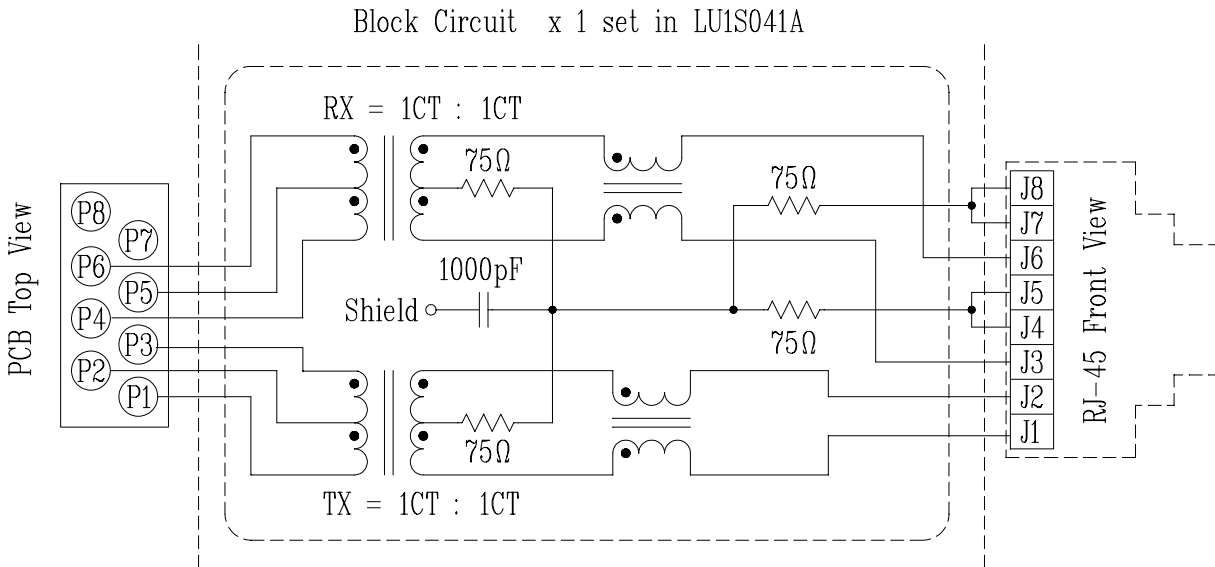 Block Circuit x 1 set in LU1S041A
RX = 1CT : 1CT
75Ω
75Ω
PCB Top View
P8
P7
P6
P5
P4
P3
P2
P1
1000pF
Shield
75Ω
75Ω
TX = 1CT : 1CT
J8
J7
J6
J5
J4
J3
J2
J1
RJ-45 Front View